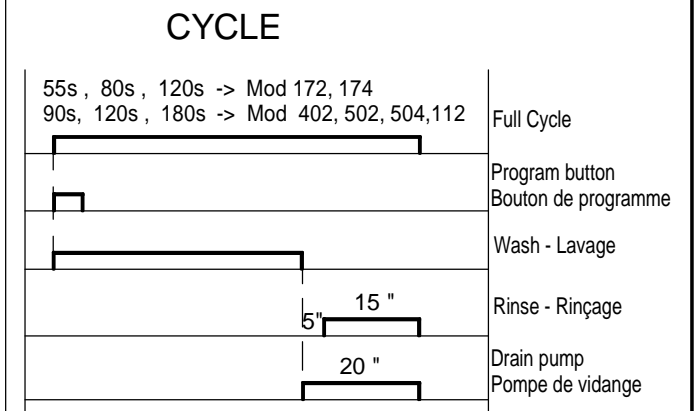 CYCLE
55s , 80s , 120s -> Mod 172, 174
90s, 120s , 180s -> Mod 402, 502, 504,112
Full Cycle
Program button
Bouton de programme
Wash - Lavage
5"
15 "
Rinse - Rinçage
20 "
Drain pump
Pompe de vidange